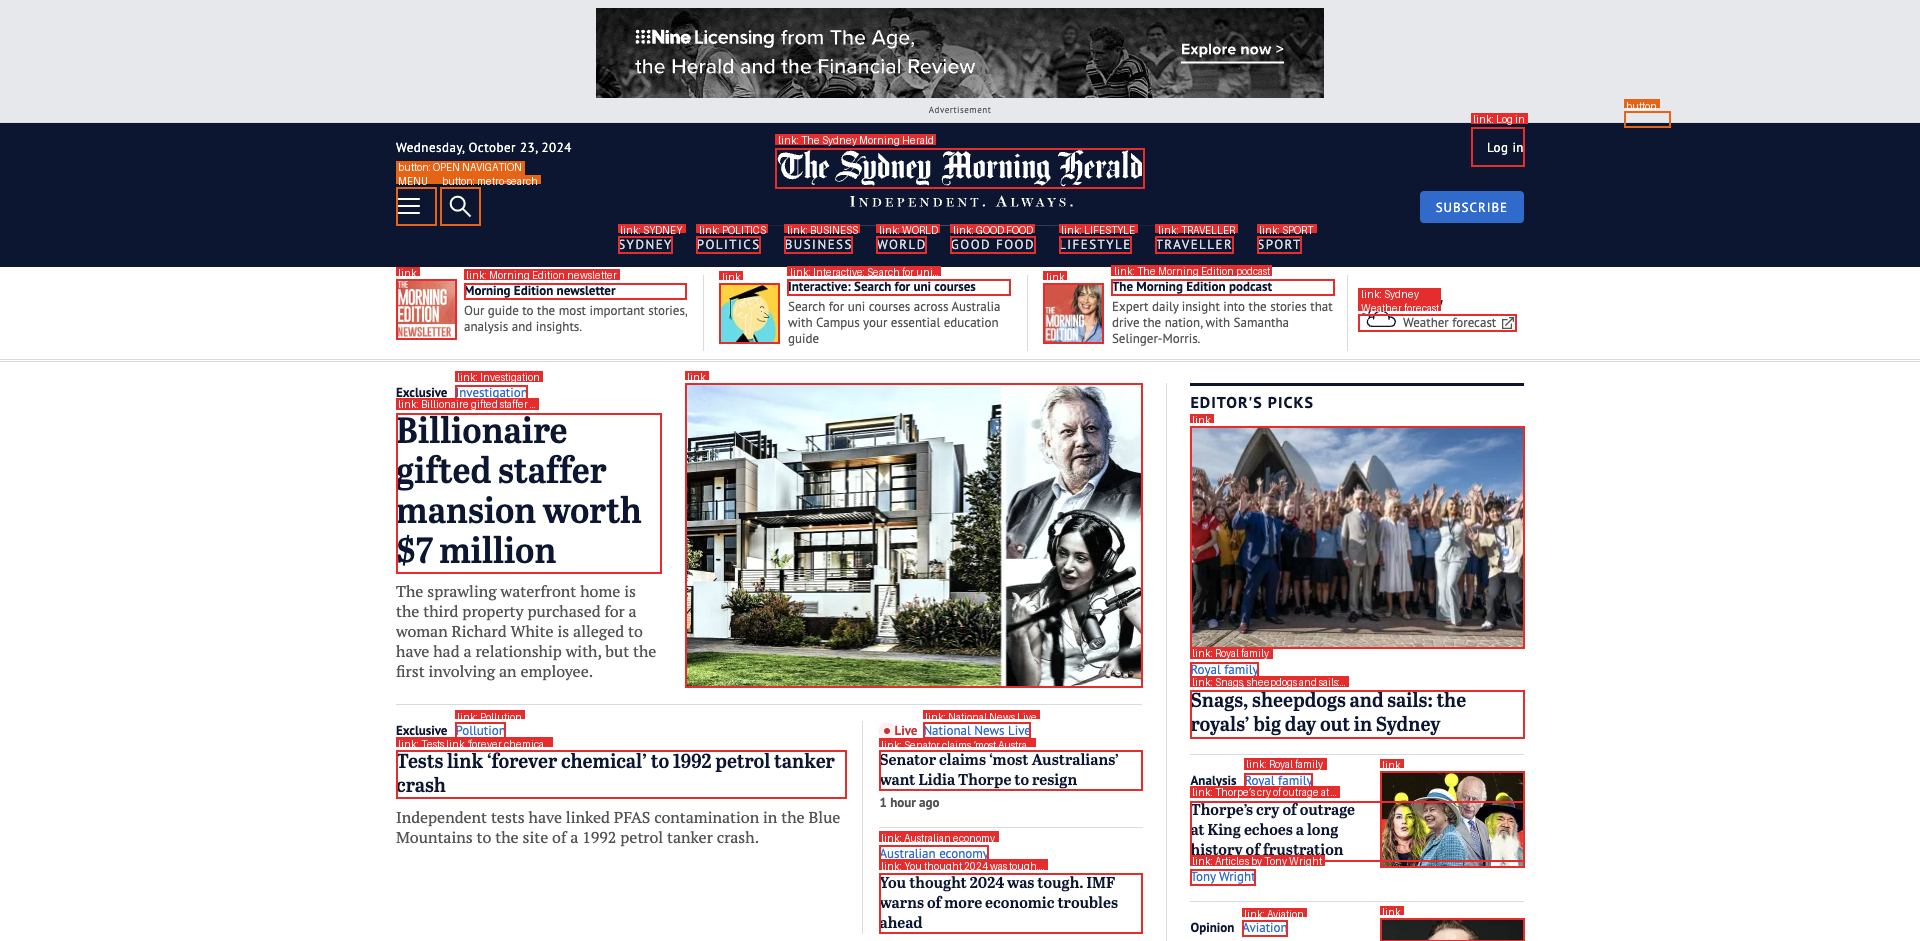 Nine Licensing from The Age,
the Herald and the Financial Review
Explore now >
Advertisement
button
link: Log in
Wednesday, October 23, 2024
link: The Sydney Morning Herald
The Sydney Morning Herald
Log in
button: OPEN NAVIGATION
MENU
button: metro search
INDEPENDENT. ALWAYS.
SUBSCRIBE
link: SYDNEY
link: POLITICS
link: BUSINESS
link: WORLD
link: GOOD FOOD
link: LIFESTYLE
link: TRAVELLER
link: SPORT
SYDNEY
POLITICS
BUSINESS
WORLD
GOOD FOOD
LIFESTYLE
TRAVELLER
SPORT
link
link: Morning Edition newsletter
THE
MORNING
EDITION
NEWSLETTER
Morning Edition newsletter
Our guide to the most important stories,
analysis and insights.
link
link: Interactive: Search for uni...
Interactive: Search for uni courses
Search for uni courses across Australia
with Campus your essential education
guide
link
link: The Morning Edition podcast
THE
MORNING
EDITION
The Morning Edition podcast
Expert daily insight into the stories that
drive the nation, with Samantha
Selinger-Morris.
link: Sydney
Weather forecast
Weather forecast
link: Investigation
Exclusive
Investigation
link: Billionaire gifted staffer ...
Billionaire
gifted staffer
mansion worth
$7 million
The sprawling waterfront home is
the third property purchased for a
woman Richard White is alleged to
have had a relationship with, but the
first involving an employee.
link
link: Pollution
Exclusive
Pollution
link: Tests link ‘forever chemica...
Tests link ‘forever chemical’ to 1992 petrol tanker
crash
Independent tests have linked PFAS contamination in the Blue
Mountains to the site of a 1992 petrol tanker crash.
link: National News Live
Live
National News Live
link: Senator claims ‘most Austra...
Senator claims ‘most Australians’
want Lidia Thorpe to resign
1 hour ago
link: Australian economy
Australian economy
link: You thought 2024 was tough....
You thought 2024 was tough. IMF
warns of more economic troubles
ahead
EDITOR'S PICKS
link
link: Royal family
Royal family
link: Snags, sheepdogs and sails:...
Snags, sheepdogs and sails: the
royals’ big day out in Sydney
link: Royal family
Analysis
Royal family
link: Thorpe’s cry of outrage at ...
Thorpe’s cry of outrage
at King echoes a long
history of frustration
link: Articles by Tony Wright
Tony Wright
link
link: Aviation
Opinion
Aviation
link